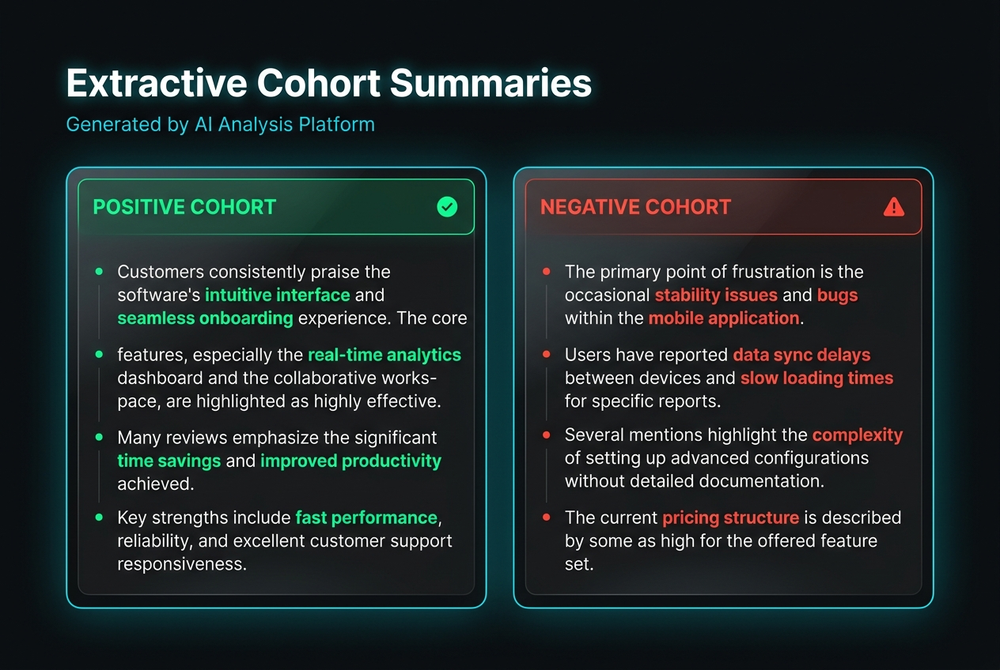 Extractive Cohort Summaries
Generated by AI Analysis Platform
POSITIVE COHORT
Customers consistently praise the
software's intuitive interface and
seamless onboarding experience. The core
features, especially the real-time analytics
dashboard and the collaborative works-
pace, are highlighted as highly effective.
Many reviews emphasize the significant
time savings and improved productivity
achieved.
Key strengths include fast performance,
reliability, and excellent customer support
responsiveness.
NEGATIVE COHORT
The primary point of frustration is the
occasional stability issues and bugs
within the mobile application.
Users have reported data sync delays
between devices and slow loading times
for specific reports.
Several mentions highlight the complexity
of setting up advanced configurations
without detailed documentation.
The current pricing structure is described
by some as high for the offered feature
set.